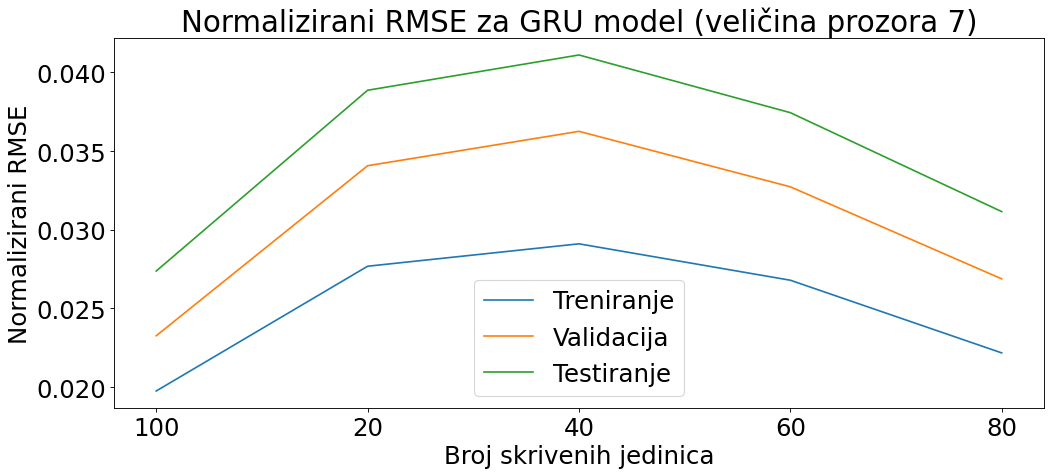 Normalizirani RMSE za GRU model (veličina prozora 7)
Normalizirani RMSE
0.040
0.035
0.030
0.025
0.020
Treniranje
Validacija
Testiranje
100 20 40 60 80
Broj skrivenih jedinica